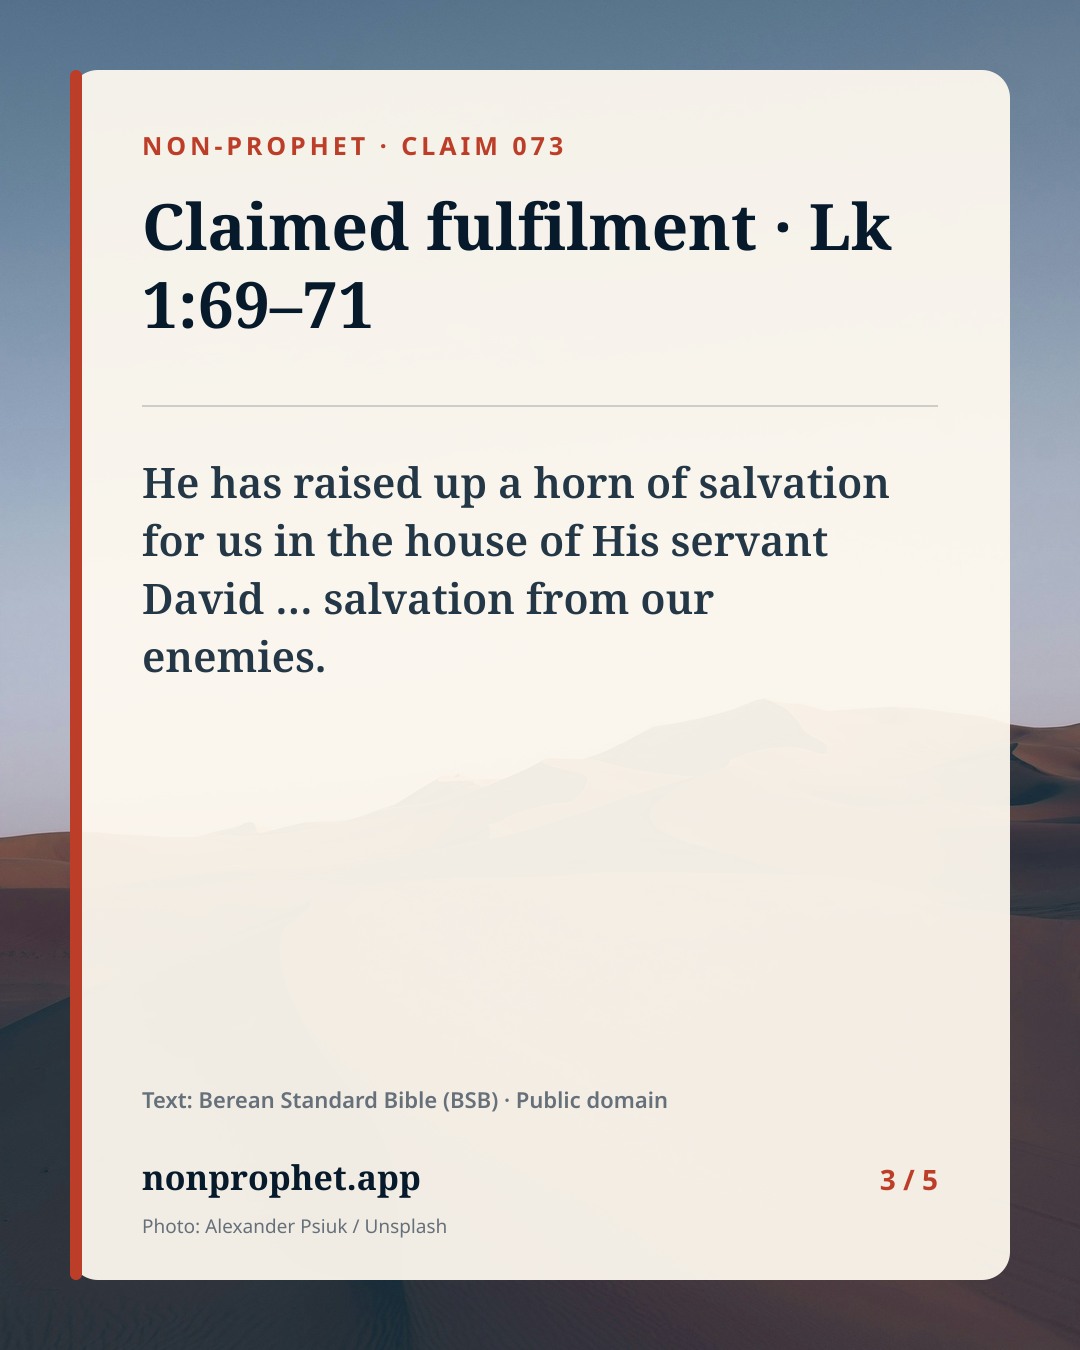 NON-PROPHET · CLAIM 073
Claimed fulfilment · Lk
1:69–71
He has raised up a horn of salvation
for us in the house of His servant
David ... salvation from our
enemies.
Text: Berean Standard Bible (BSB) · Public domain
nonprophet.app
3 / 5
Photo: Alexander Psiuk / Unsplash